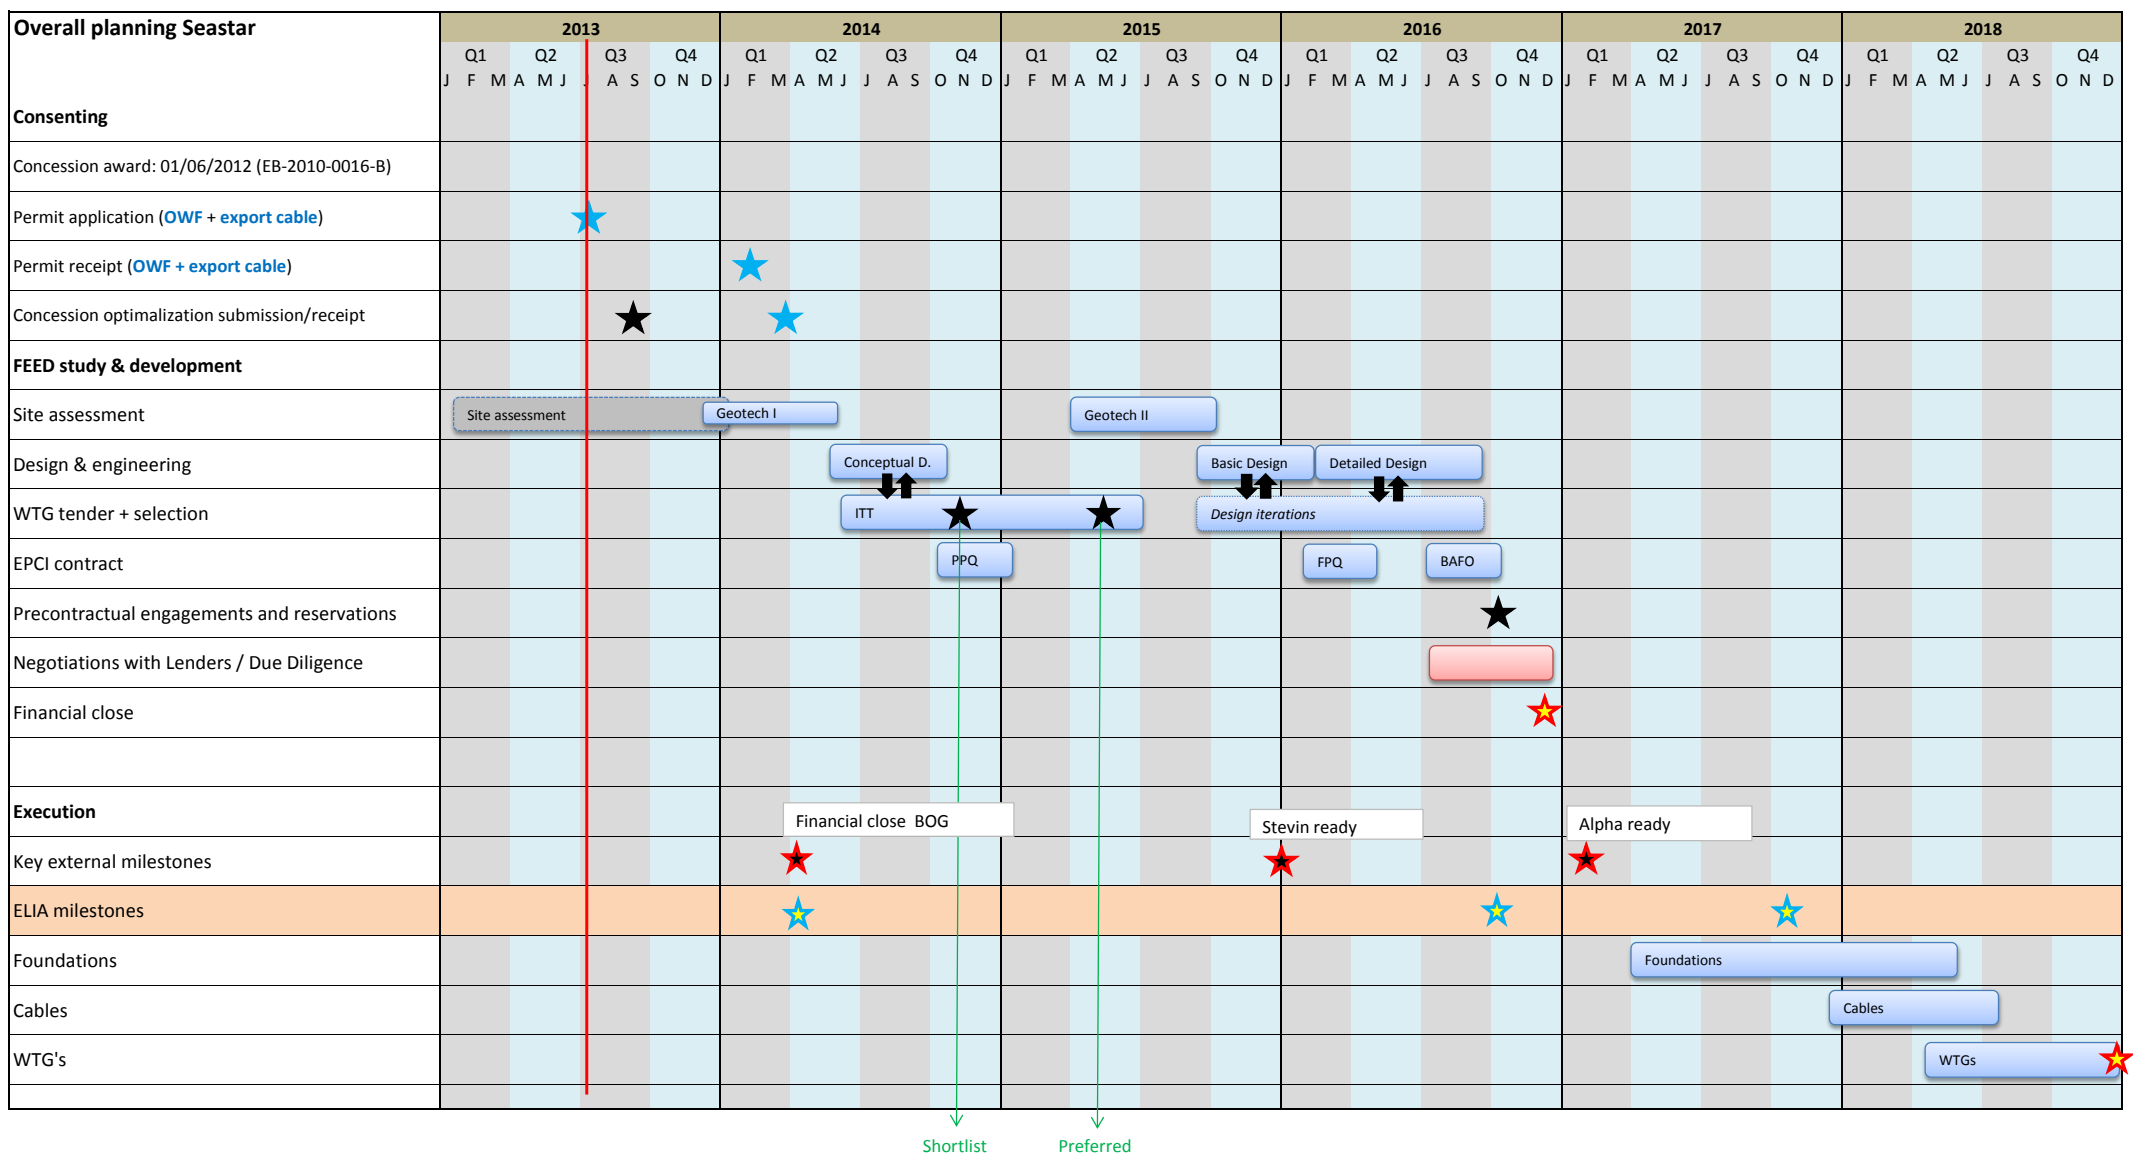 Overall planning Seastar
2013 2014 2015 2016 2017 2018
Q1 Q2 Q3 Q4 Q1 Q2 Q3 Q4 Q1 Q2 Q3 Q4 Q1 Q2 Q3 Q4 Q1 Q2 Q3 Q4 Q1 Q2 Q3 Q4
J F M A M J J A S O N D J F M A M J J A S O N D J F M A M J J A S O N D J F M A M J J A S O N D J F M A M J J A S O N D J F M A M J J A S O N D
Consenting
Concession award: 01/06/2012 (EB-2010-0016-B)
Permit application (OWF + export cable)
Permit receipt (OWF + export cable)
Concession optimalization submission/receipt
FEED study & development
Site assessment Site assessment Geotech I Geotech II
Design & engineering Conceptual D. Basic Design Detailed Design
WTG tender + selection ITT Design iterations
EPCI contract PPQ FPQ BAFO
Precontractual engagements and reservations
Negotiations with Lenders / Due Diligence
Financial close
Execution Financial close BOG Stevin ready Alpha ready
Key external milestones
ELIA milestones
Foundations Foundations
Cables Cables
WTG's WTGs
Shortlist Preferred